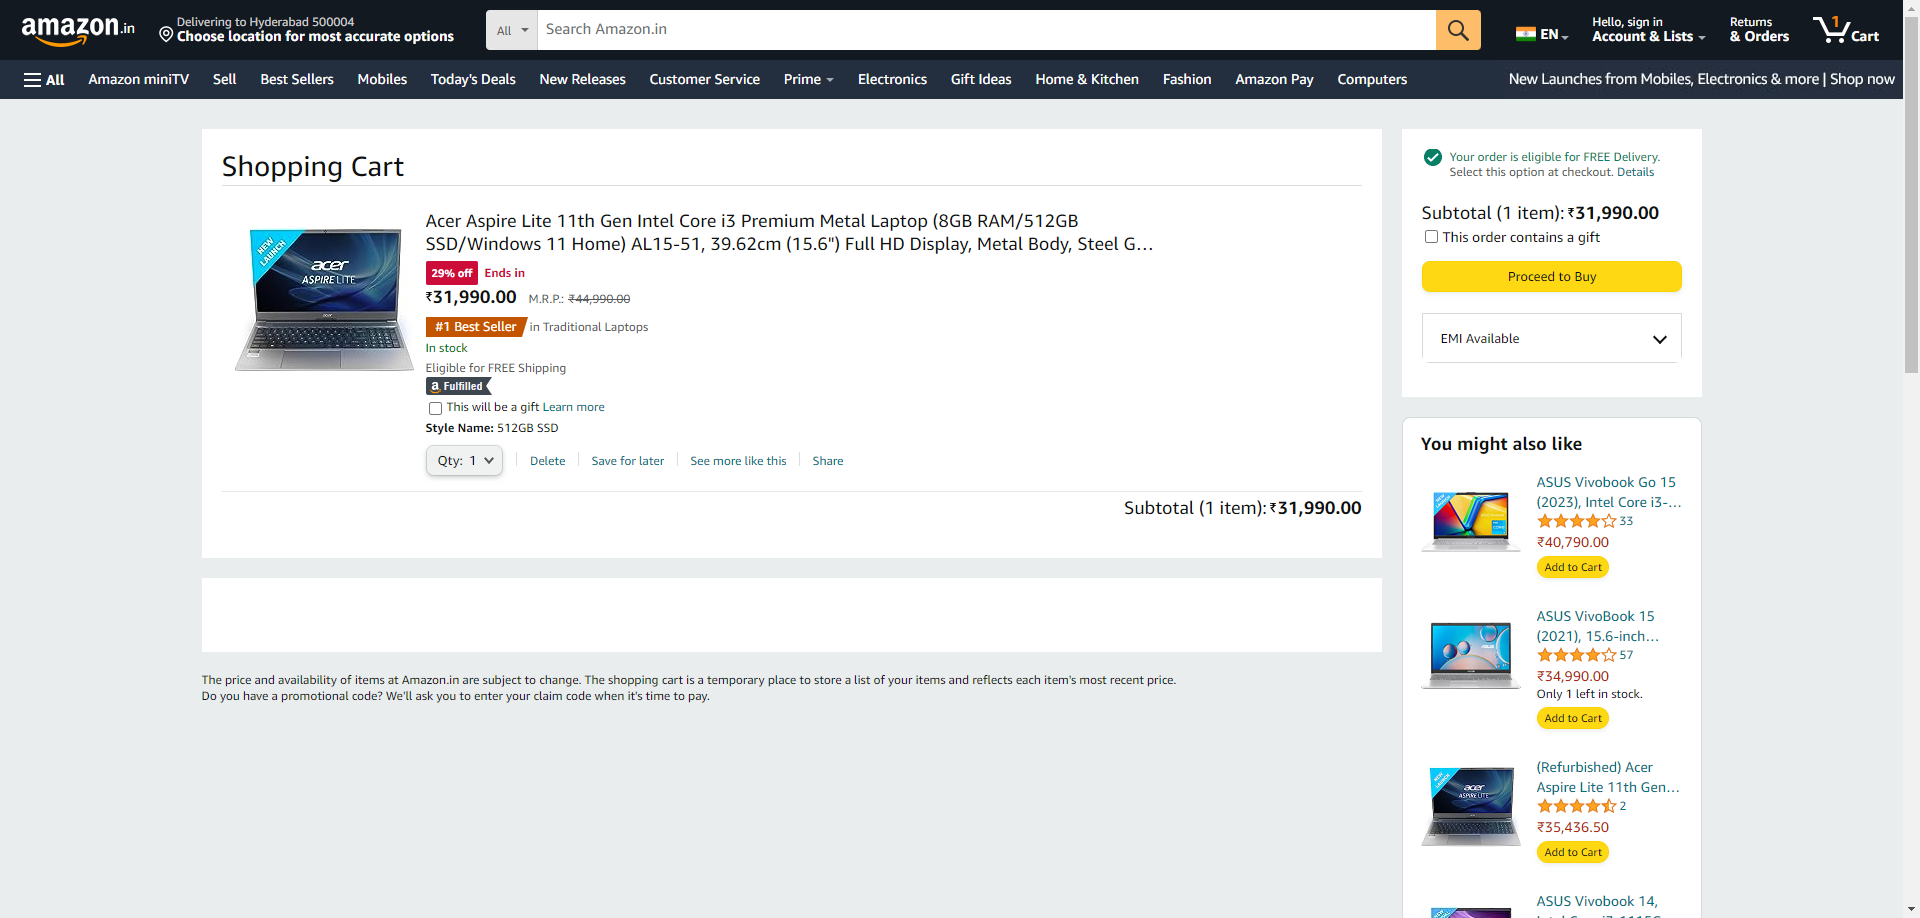 amazon.in
Delivering to Hyderabad 500004
Choose location for most accurate options
All
Search Amazon.in
EN
Hello, sign in
Account & Lists
Returns
& Orders
1
Cart
All
Amazon miniTV
Sell
Best Sellers
Mobiles
Today's Deals
New Releases
Customer Service
Prime
Electronics
Gift Ideas
Home & Kitchen
Fashion
Amazon Pay
Computers
New Launches from Mobiles, Electronics & more | Shop now
Shopping Cart
NEW
LAUNCH
acer
ASPIRE LITE
acer
Acer Aspire Lite 11th Gen Intel Core i3 Premium Metal Laptop (8GB RAM/512GB
SSD/Windows 11 Home) AL15-51, 39.62cm (15.6") Full HD Display, Metal Body, Steel G…
29% off Ends in
₹31,990.00 M.R.P.: ₹44,990.00
#1 Best Seller in Traditional Laptops
In stock
Eligible for FREE Shipping
a Fulfilled
This will be a gift Learn more
Style Name: 512GB SSD
Qty: 1
Delete
Save for later
See more like this
Share
Subtotal (1 item): ₹31,990.00
The price and availability of items at Amazon.in are subject to change. The shopping cart is a temporary place to store a list of your items and reflects each item's most recent price.
Do you have a promotional code? We'll ask you to enter your claim code when it's time to pay.
Your order is eligible for FREE Delivery.
Select this option at checkout. Details
Subtotal (1 item): ₹31,990.00
This order contains a gift
Proceed to Buy
EMI Available
You might also like
ASUS Vivobook Go 15
(2023), Intel Core i3-…
33
₹40,790.00
Add to Cart
ASUS VivoBook 15
(2021), 15.6-inch…
57
₹34,990.00
Only 1 left in stock.
Add to Cart
NEW
LAUNCH
acer
ASPIRE LITE
(Refurbished) Acer
Aspire Lite 11th Gen…
2
₹35,436.50
Add to Cart
ASUS Vivobook 14,